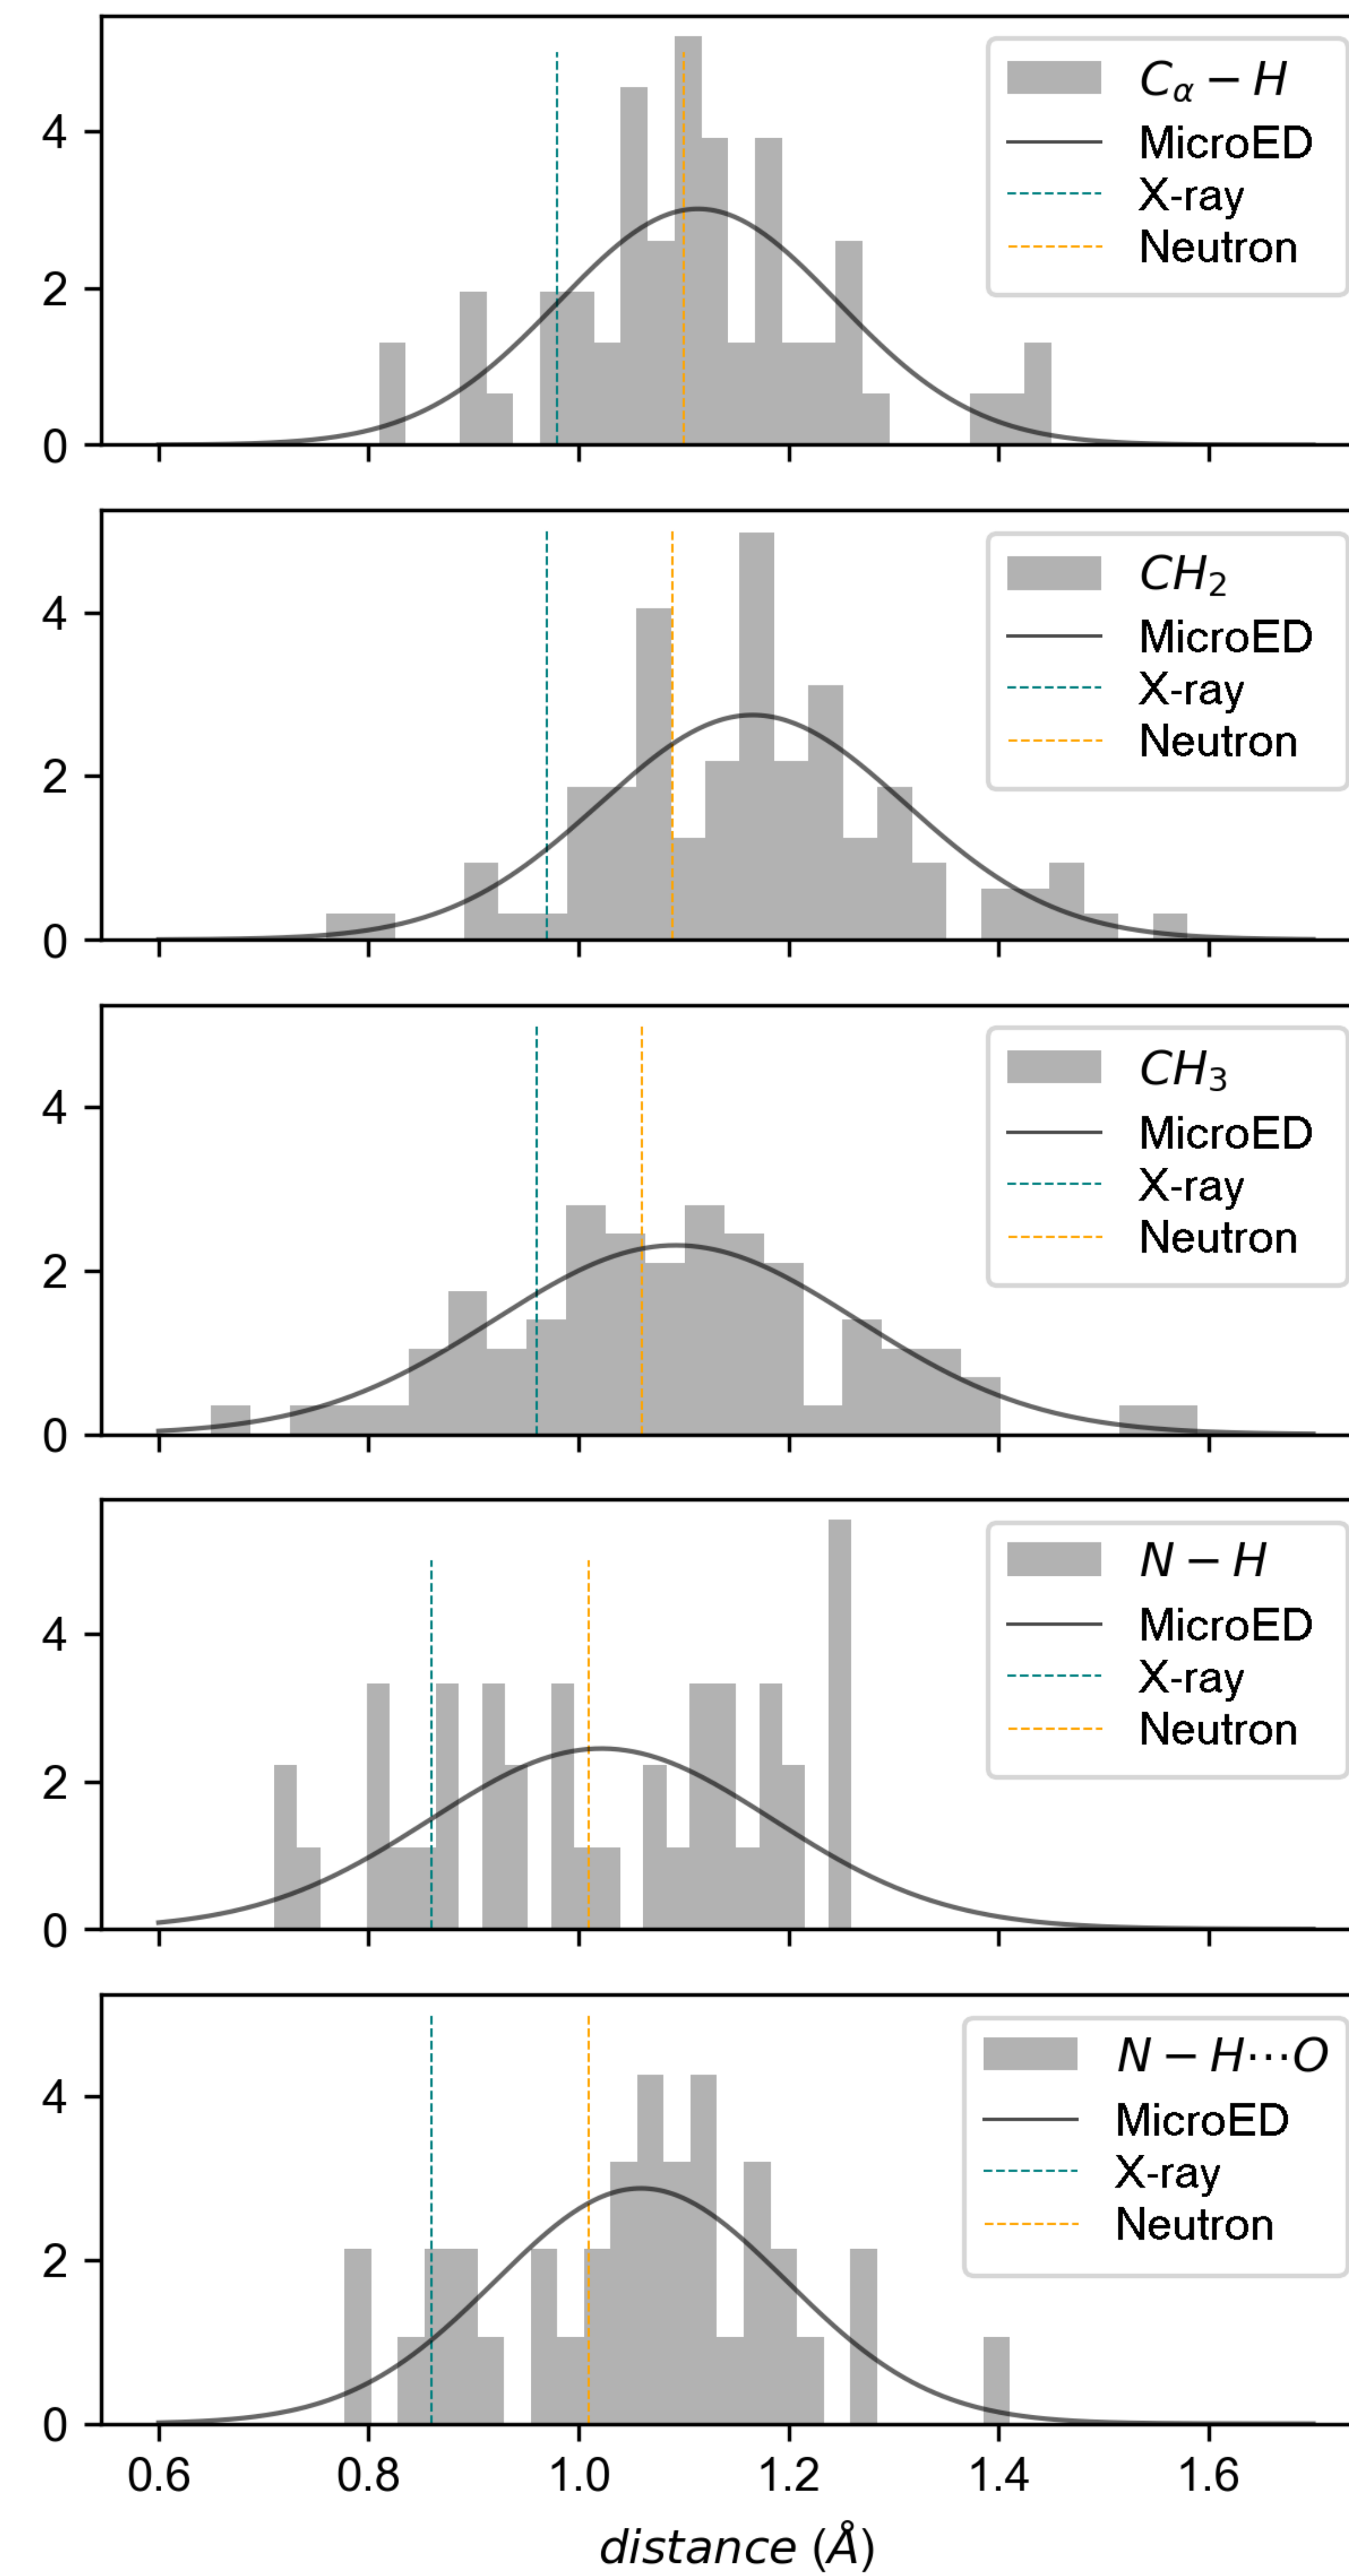 4
2
0
Cα − H
MicroED
X-ray
Neutron
4
2
0
CH2
MicroED
X-ray
Neutron
4
2
0
CH3
MicroED
X-ray
Neutron
4
2
0
N − H
MicroED
X-ray
Neutron
4
2
0
N − H⋯O
MicroED
X-ray
Neutron
0.6 0.8 1.0 1.2 1.4 1.6
distance (Å)